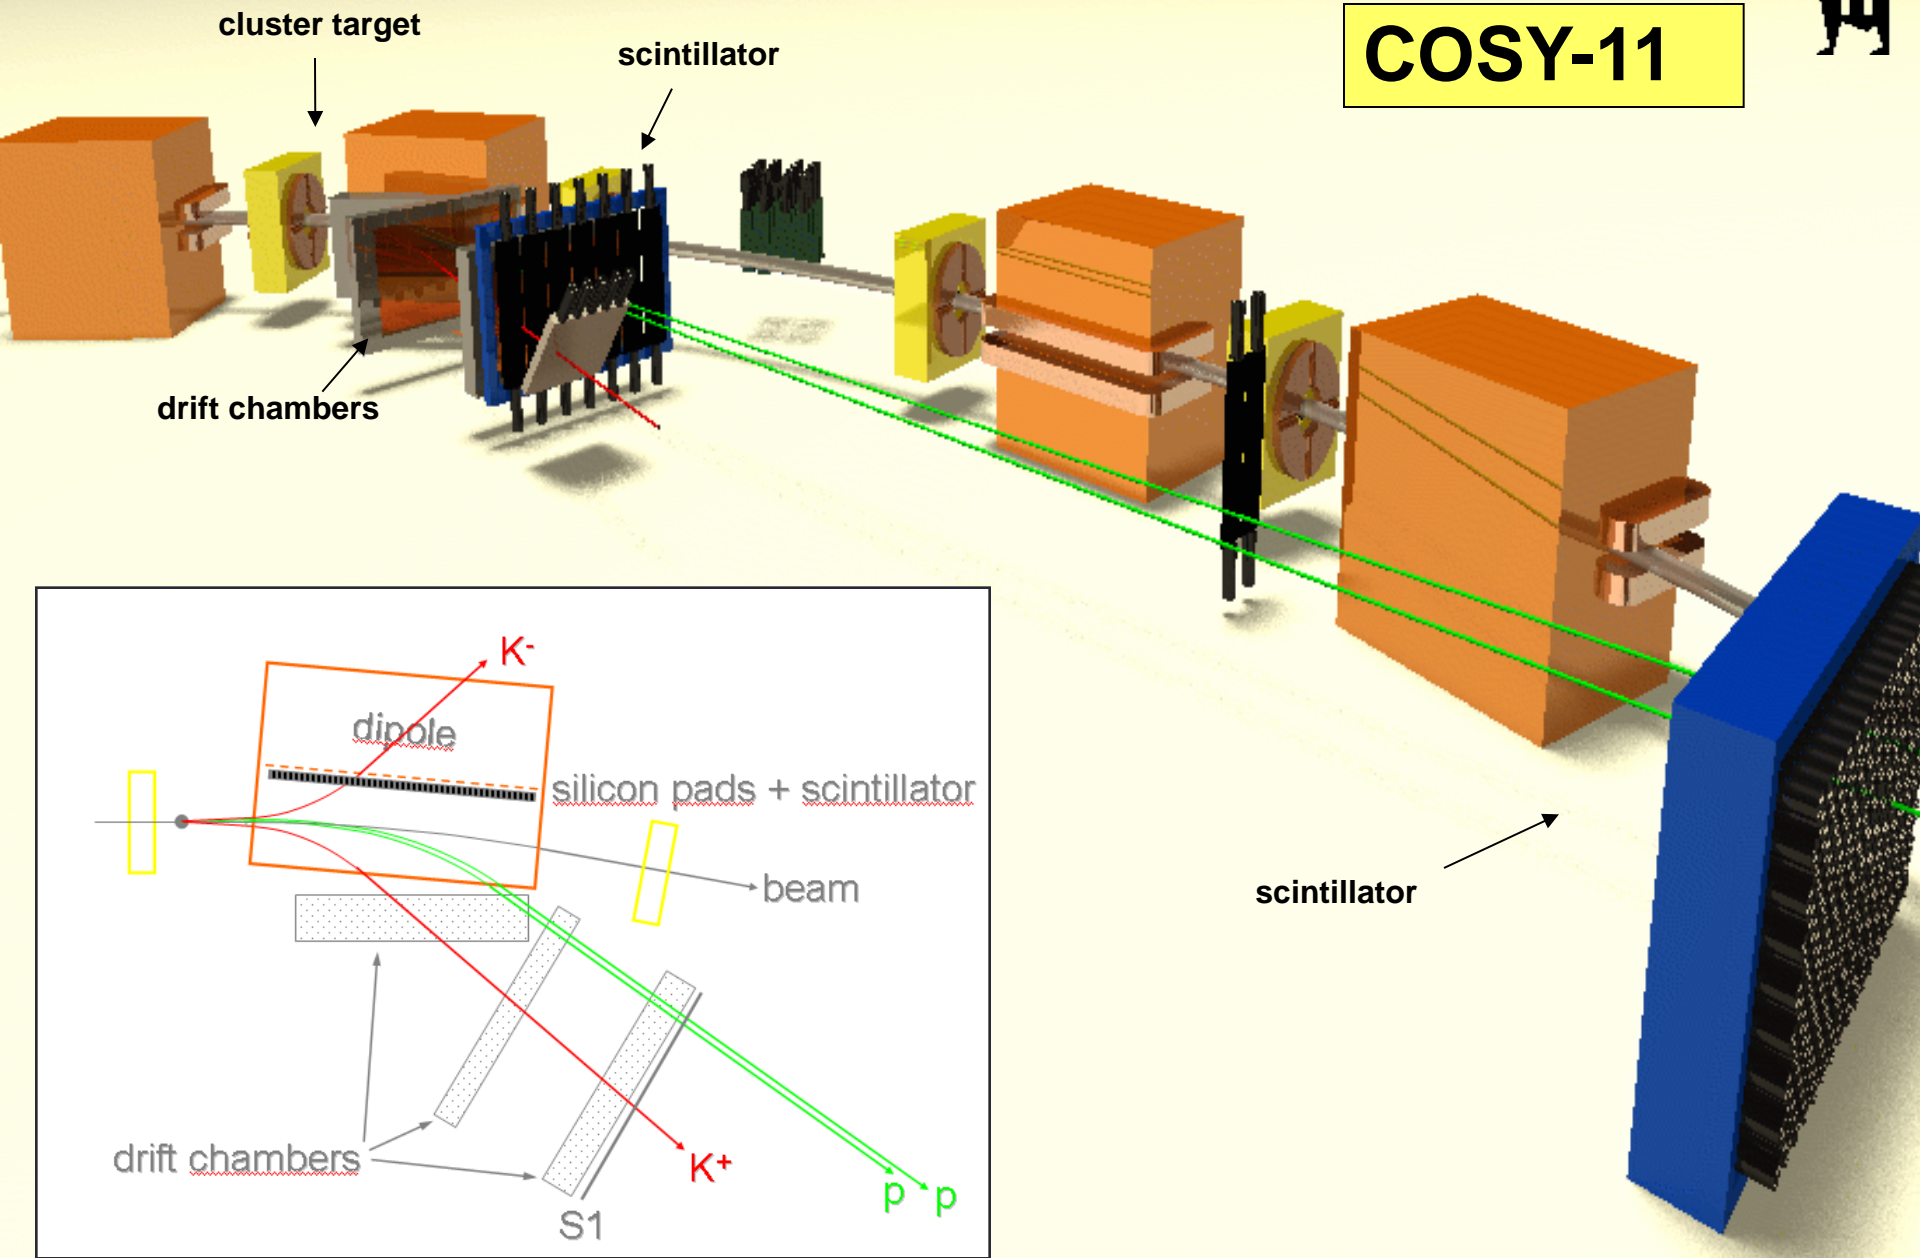 cluster target
scintillator
COSY-11
drift chambers
K-
dipole
silicon pads + scintillator
beam
scintillator
drift chambers
K+
p p
S1